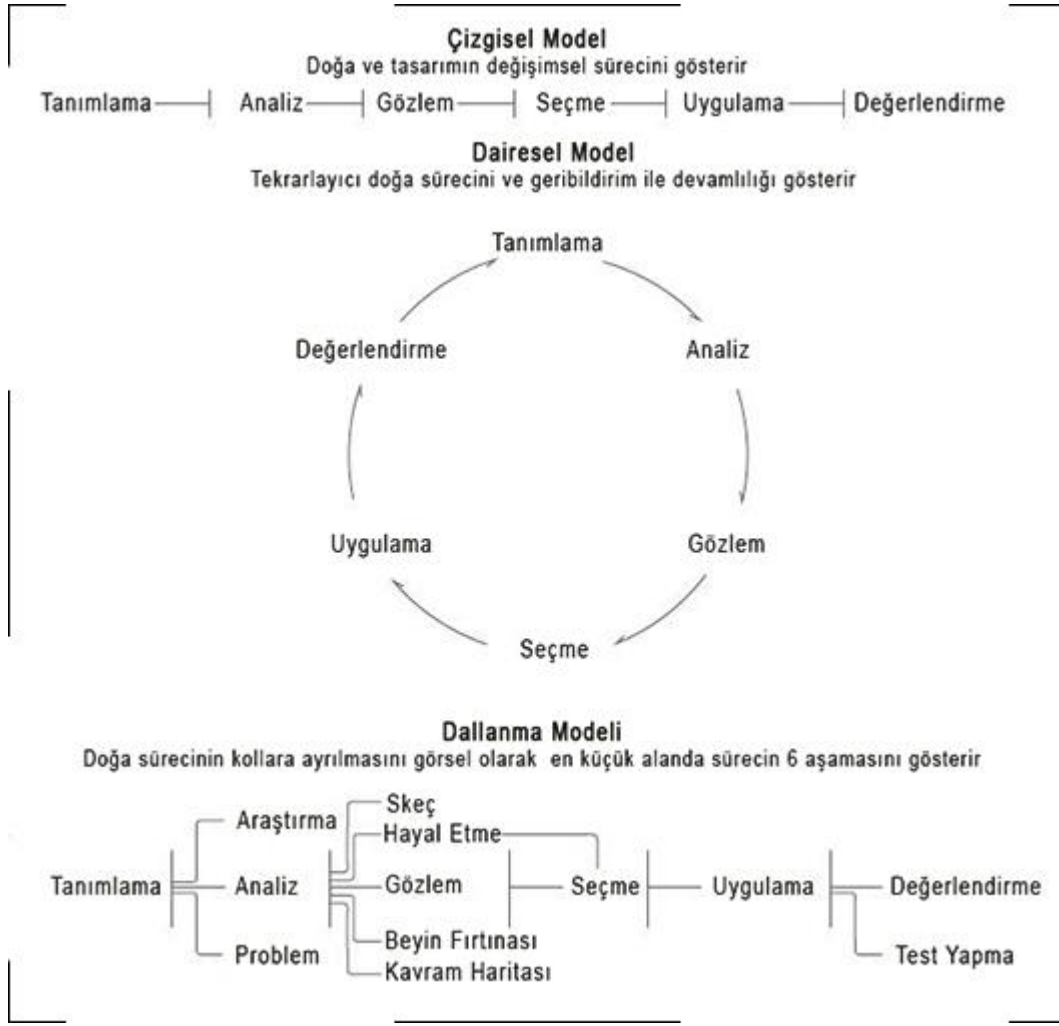 Çizgisel Model
Doğa ve tasarımın değişimsel sürecini gösterir
Tanımlama Analiz Gözlem Seçme Uygulama Değerlendirme
Dairesel Model
Tekrarlayıcı doğa sürecini ve geribildirim ile devamlılığı gösterir
Tanımlama
Değerlendirme Analiz
Uygulama Gözlem
Seçme
Dallanma Modeli
Doğa sürecinin kollara ayrılmasını görsel olarak en küçük alanda sürecin 6 aşamasını gösterir
Skeç
Araştırma
Hayal Etme
Tanımlama Analiz Gözlem Seçme Uygulama Değerlendirme
Beyin Fırtınası
Problem Test Yapma
Kavram Haritası